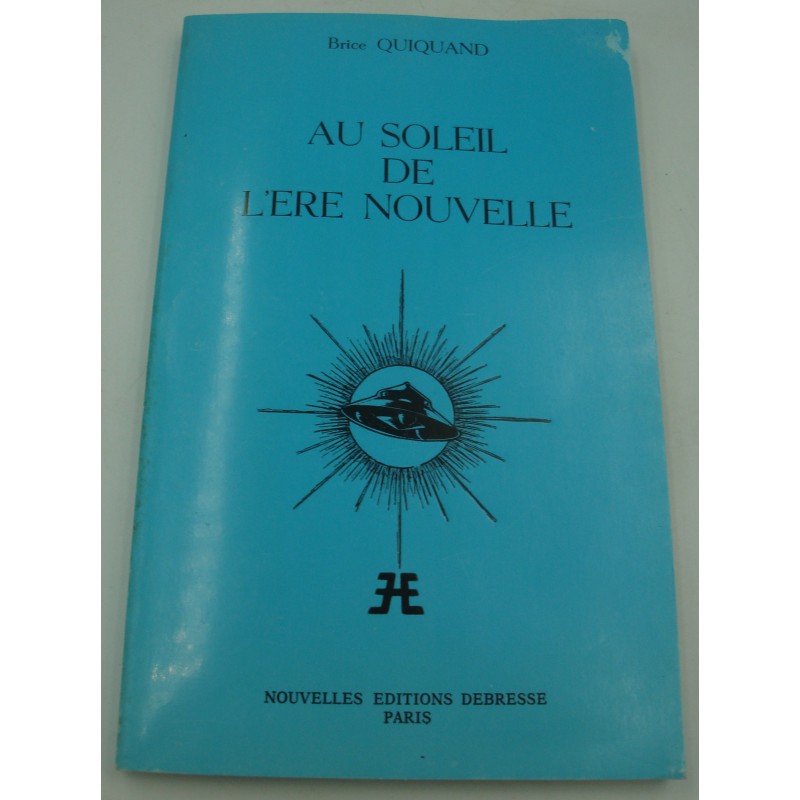 Brice QUIQUAND
AU SOLEIL
DE
L'ERE NOUVELLE
NOUVELLES EDITIONS DEBRESSE
PARIS